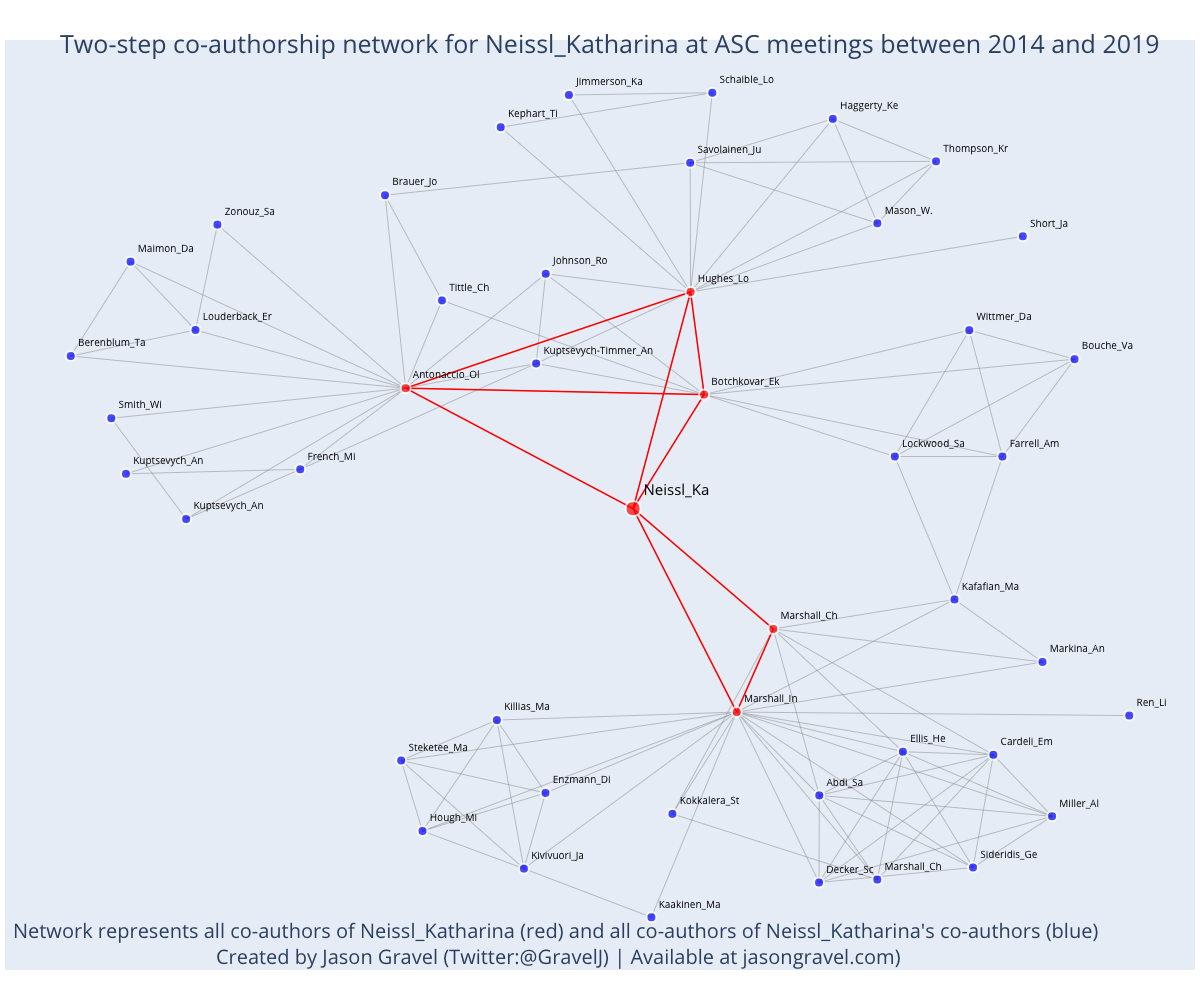 Two-step co-authorship network for Neissl_Katharina at ASC meetings between 2014 and 2019
Jimmerson_Ka
Schaible_Lo
Kephart_Ti
Haggerty_Ke
Savolainen_Ju
Thompson_Kr
Brauer_Jo
Zonouz_Sa
Mason_W.
Short_Ja
Maimon_Da
Johnson_Ro
Hughes_Lo
Tittle_Ch
Louderback_Er
Wittmer_Da
Berenblum_Ta
Kuptsevych-Timmer_An
Bouche_Va
Antonaccio_Ol
Botchkovar_Ek
Smith_Wi
Lockwood_Sa
Farrell_Am
Kuptsevych_An
French_Mi
Neissl_Ka
Kuptsevych_An
Kafafian_Ma
Marshall_Ch
Markina_An
Marshall_In
Ren_Li
Killias_Ma
Ellis_He
Cardeli_Em
Steketee_Ma
Enzmann_Di
Abdi_Sa
Kokkalera_St
Miller_Al
Hough_Mi
Kivivuori_Ja
Decker_Sc
Marshall_Ch
Sideridis_Ge
Kaakinen_Ma
Network represents all co-authors of Neissl_Katharina (red) and all co-authors of Neissl_Katharina's co-authors (blue)
Created by Jason Gravel (Twitter:@GravelJ) | Available at jasongravel.com)